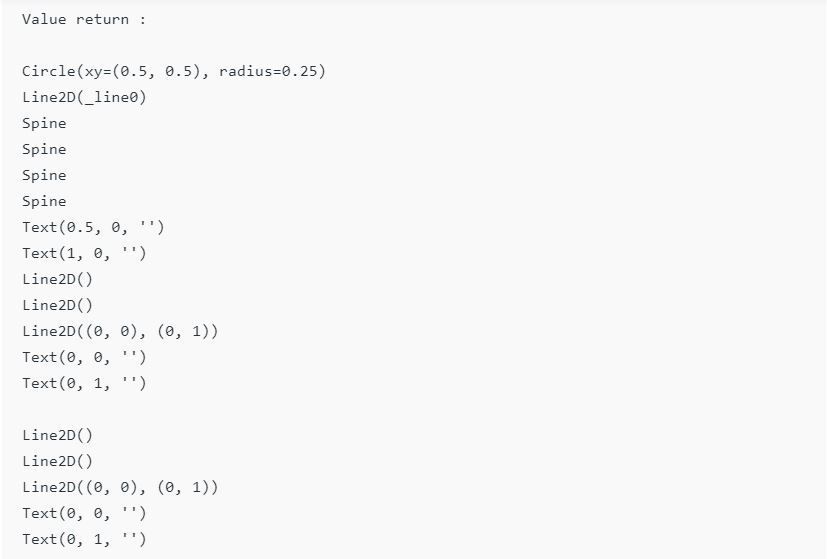 Value return :
Circle(xy=(0.5, 0.5), radius=0.25)
Line2D(_line0)
Spine
Spine
Spine
Spine
Text(0.5, 0, '')
Text(1, 0, '')
Line2D()
Line2D()
Line2D((0, 0), (0, 1))
Text(0, 0, '')
Text(0, 1, '')
Line2D()
Line2D()
Line2D((0, 0), (0, 1))
Text(0, 0, '')
Text(0, 1, '')